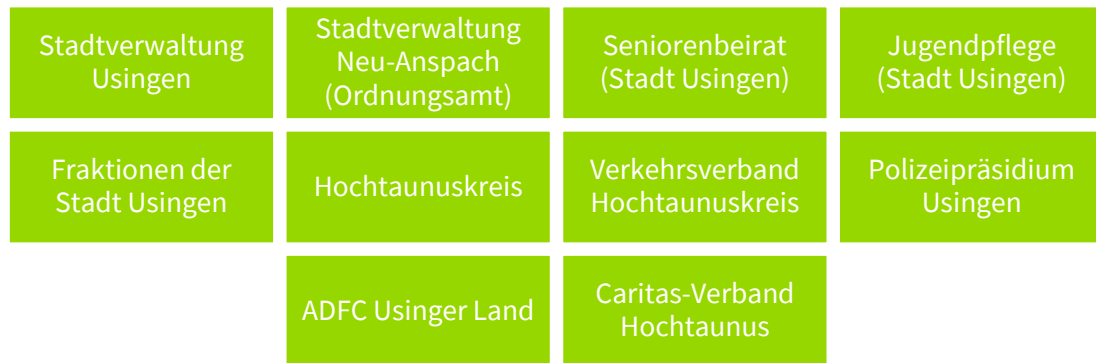 Stadtverwaltung
Usingen
Stadtverwaltung
Neu-Anspach
(Ordnungsamt)
Seniorenbeirat
(Stadt Usingen)
Jugendpflege
(Stadt Usingen)
Fraktionen der
Stadt Usingen
Hochtaunuskreis
Verkehrsverband
Hochtaunuskreis
Polizeipräsidium
Usingen
ADFC Usinger Land
Caritas-Verband
Hochtaunus